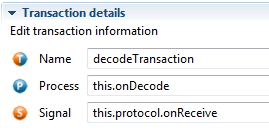 Transaction details
Edit transaction information
T Name decodeTransaction
P Process this.onDecode
S Signal this.protocol.onReceive